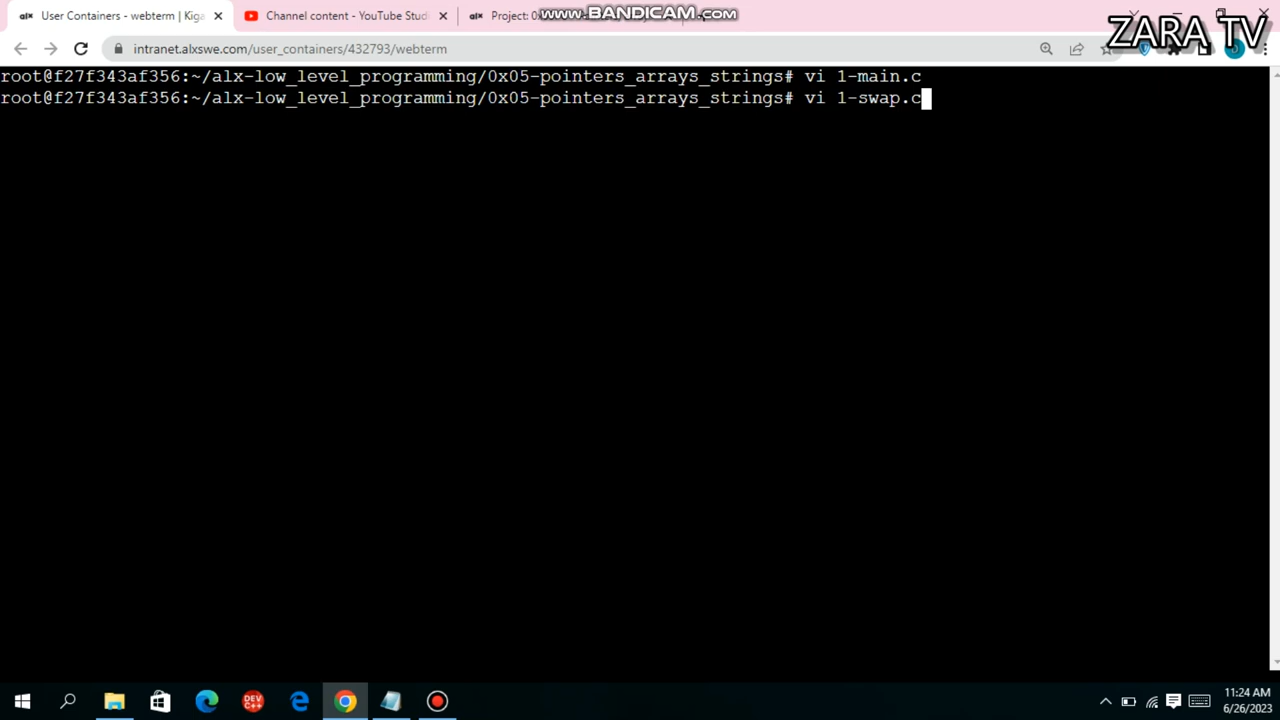 User Containers - webterm | Kiga
Channel content - YouTube Studi
Project: 0
www.BANDICAM.com
ZARA TV
intranet.alxswe.com/user_containers/432793/webterm
root@f27f343af356:~/alx-low_level_programming/0x05-pointers_arrays_strings# vi 1-main.c
root@f27f343af356:~/alx-low_level_programming/0x05-pointers_arrays_strings# vi 1-swap.c
DEV C++
11:24 AM
6/26/2023